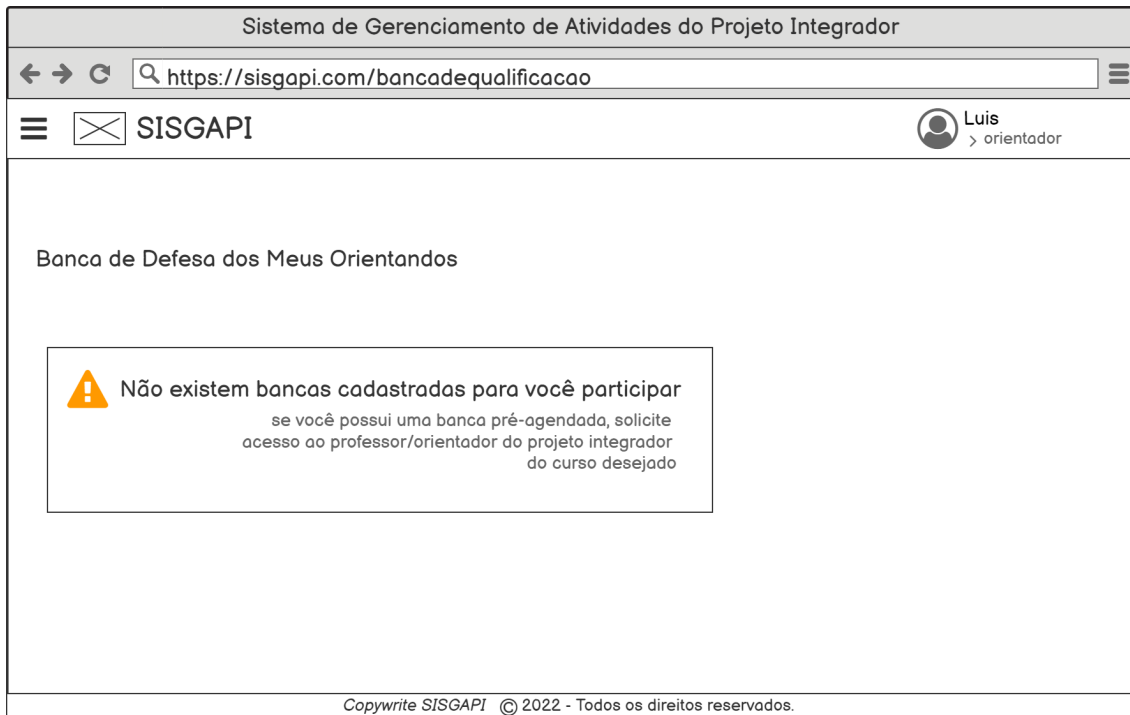 Sistema de Gerenciamento de Atividades do Projeto Integrador
https://sisgapi.com/bancadequalificacao
SISGAPI
Luis
> orientador
Banca de Defesa dos Meus Orientandos
Não existem bancas cadastradas para você participar
se você possui uma banca pré-agendada, solicite
acesso ao professor/orientador do projeto integrador
do curso desejado
Copywrite SISGAPI © 2022 - Todos os direitos reservados.